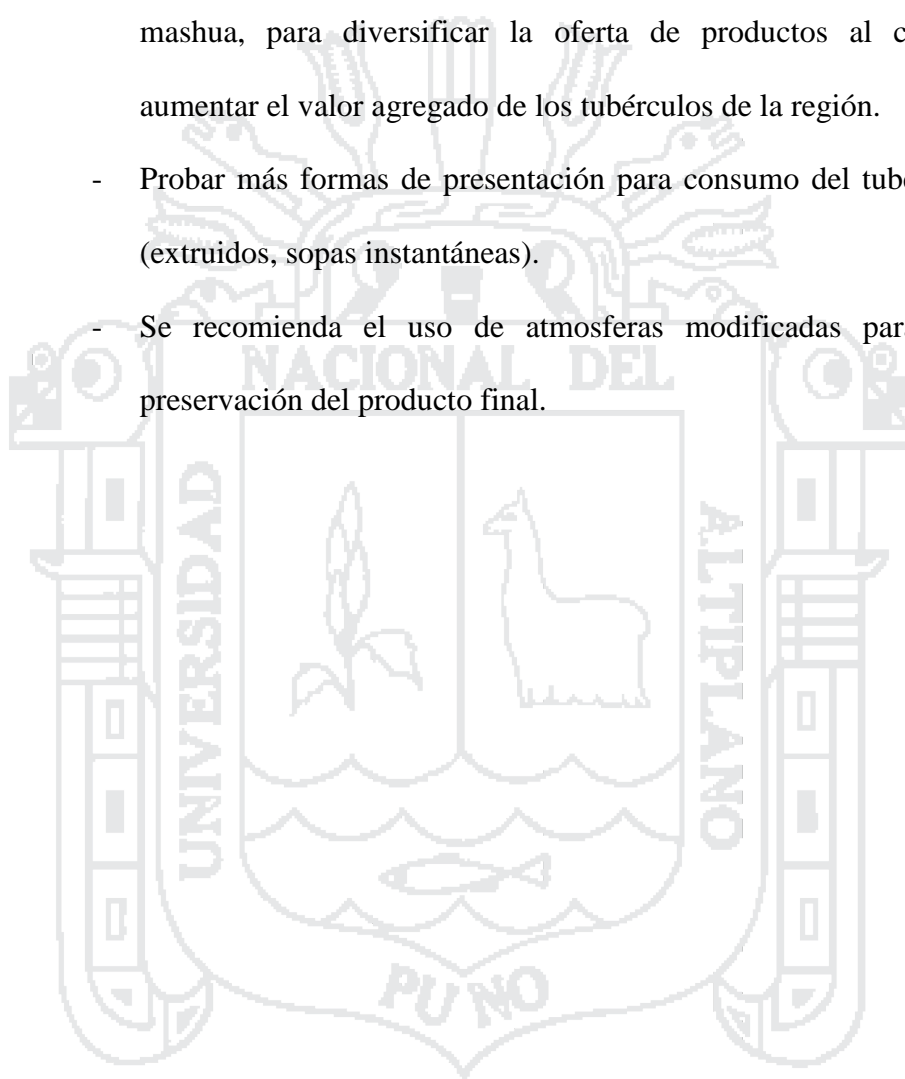 mashua, para diversificar la oferta de productos al
aumentar el valor agregado de los tubérculos de la región.
- Probar más formas de presentación para consumo del
(extruidos, sopas instantáneas).
- Se recomienda el uso de atmosferas modificadas para
preservación del producto final.
NACIONAL DEL
UNIVERSIDAD
ALTIPLANO
PUNO